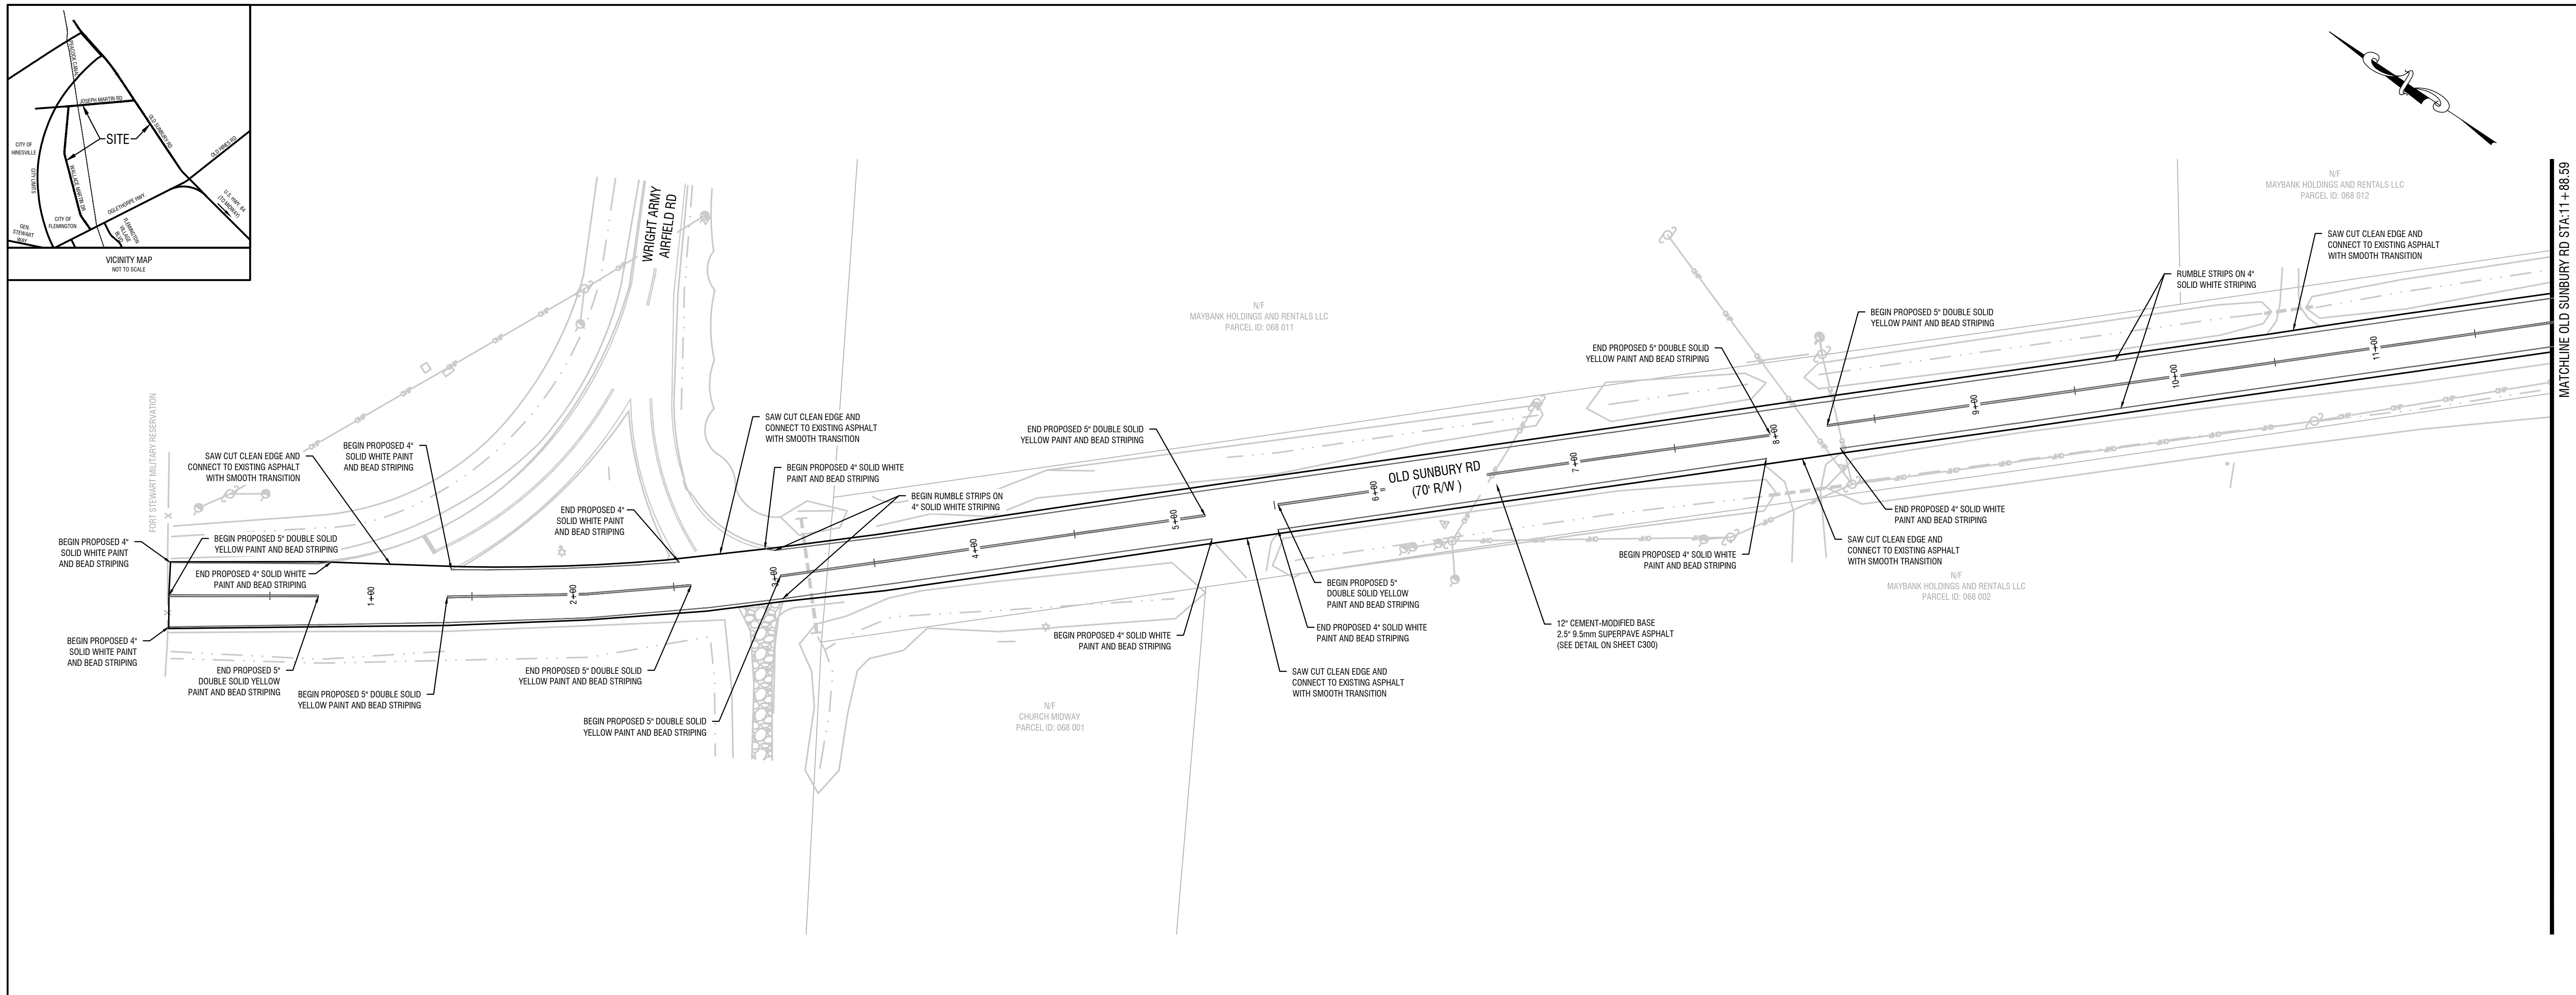 PEACOCK CANAL
JOSEPH MARTIN RD
OLD SUNBURY RD
SITE
OLD HINES RD
CITY OF
HINESVILLE
CITY LIMITS
WALLACE MARTIN DR
OGLETHORPE HWY.
U.S. HWY. 84
(TO MIDWAY)
CITY OF
FLEMINGTON
FLEMINGTON
VILLAGE
BLVD.
GEN.
STEWART
WAY
VICINITY MAP
NOT TO SCALE
WRIGHT ARMY
AIRFIELD RD
FORT STEWART MILITARY RESERVATION
N/F
MAYBANK HOLDINGS AND RENTALS LLC
PARCEL ID: 068 011
N/F
MAYBANK HOLDINGS AND RENTALS LLC
PARCEL ID: 068 012
MATCHLINE OLD SUNBURY RD STA:11+88.59
SAW CUT CLEAN EDGE AND
CONNECT TO EXISTING ASPHALT
WITH SMOOTH TRANSITION
RUMBLE STRIPS ON 4"
SOLID WHITE STRIPING
BEGIN PROPOSED 5" DOUBLE SOLID
YELLOW PAINT AND BEAD STRIPING
END PROPOSED 5" DOUBLE SOLID
YELLOW PAINT AND BEAD STRIPING
SAW CUT CLEAN EDGE AND
CONNECT TO EXISTING ASPHALT
WITH SMOOTH TRANSITION
END PROPOSED 5" DOUBLE SOLID
YELLOW PAINT AND BEAD STRIPING
BEGIN PROPOSED 4"
SOLID WHITE PAINT
AND BEAD STRIPING
SAW CUT CLEAN EDGE AND
CONNECT TO EXISTING ASPHALT
WITH SMOOTH TRANSITION
BEGIN PROPOSED 4" SOLID WHITE
PAINT AND BEAD STRIPING
BEGIN RUMBLE STRIPS ON
4" SOLID WHITE STRIPING
END PROPOSED 4"
SOLID WHITE PAINT
AND BEAD STRIPING
BEGIN PROPOSED 4"
SOLID WHITE PAINT
AND BEAD STRIPING
BEGIN PROPOSED 5" DOUBLE SOLID
YELLOW PAINT AND BEAD STRIPING
END PROPOSED 4" SOLID WHITE
PAINT AND BEAD STRIPING
1+00
2+00
3+00
4+00
5+00
6+00
OLD SUNBURY RD
(70' R/W )
7+00
8+00
9+00
10+00
11+00
BEGIN PROPOSED 4"
SOLID WHITE PAINT
AND BEAD STRIPING
END PROPOSED 5"
DOUBLE SOLID YELLOW
PAINT AND BEAD STRIPING
BEGIN PROPOSED 5" DOUBLE SOLID
YELLOW PAINT AND BEAD STRIPING
END PROPOSED 5" DOUBLE SOLID
YELLOW PAINT AND BEAD STRIPING
BEGIN PROPOSED 5" DOUBLE SOLID
YELLOW PAINT AND BEAD STRIPING
N/F
CHURCH MIDWAY
PARCEL ID: 068 001
BEGIN PROPOSED 4" SOLID WHITE
PAINT AND BEAD STRIPING
BEGIN PROPOSED 5"
DOUBLE SOLID YELLOW
PAINT AND BEAD STRIPING
END PROPOSED 4" SOLID WHITE
PAINT AND BEAD STRIPING
SAW CUT CLEAN EDGE AND
CONNECT TO EXISTING ASPHALT
WITH SMOOTH TRANSITION
12" CEMENT-MODIFIED BASE
2.5" 9.5mm SUPERPAVE ASPHALT
(SEE DETAIL ON SHEET C300)
BEGIN PROPOSED 4" SOLID WHITE
PAINT AND BEAD STRIPING
END PROPOSED 4" SOLID WHITE
PAINT AND BEAD STRIPING
SAW CUT CLEAN EDGE AND
CONNECT TO EXISTING ASPHALT
WITH SMOOTH TRANSITION
N/F
MAYBANK HOLDINGS AND RENTALS LLC
PARCEL ID: 068 002